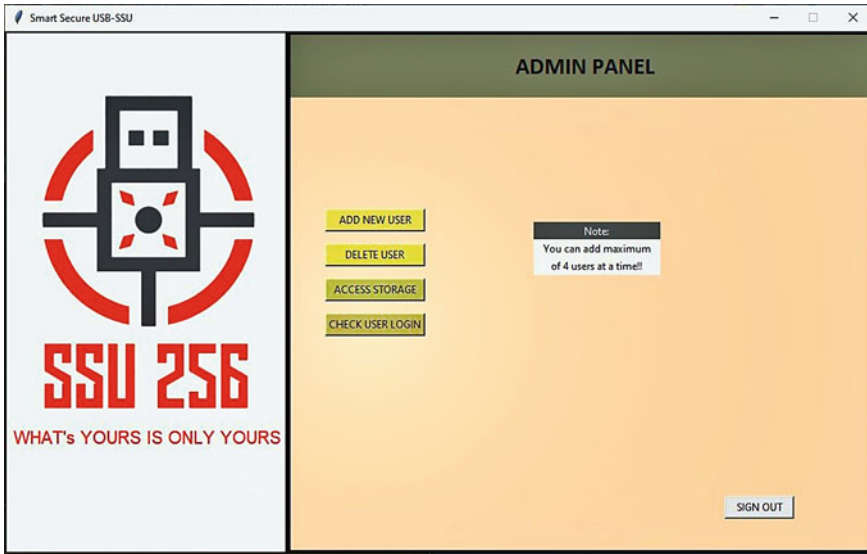 Smart Secure USB-SSU
ADMIN PANEL
ADD NEW USER
DELETE USER
ACCESS STORAGE
CHECK USER LOGIN
Note:
You can add maximum
of 4 users at a time!!
SSU 256
WHAT's YOURS IS ONLY YOURS
SIGN OUT